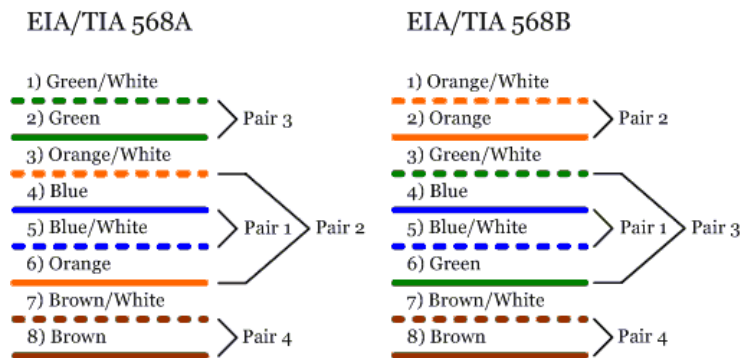 EIA/TIA 568A
1) Green/White
2) Green
Pair 3
3) Orange/White
4) Blue
5) Blue/White
Pair 1
Pair 2
6) Orange
7) Brown/White
8) Brown
Pair 4
EIA/TIA 568B
1) Orange/White
2) Orange
Pair 2
3) Green/White
4) Blue
5) Blue/White
Pair 1
Pair 3
6) Green
7) Brown/White
8) Brown
Pair 4